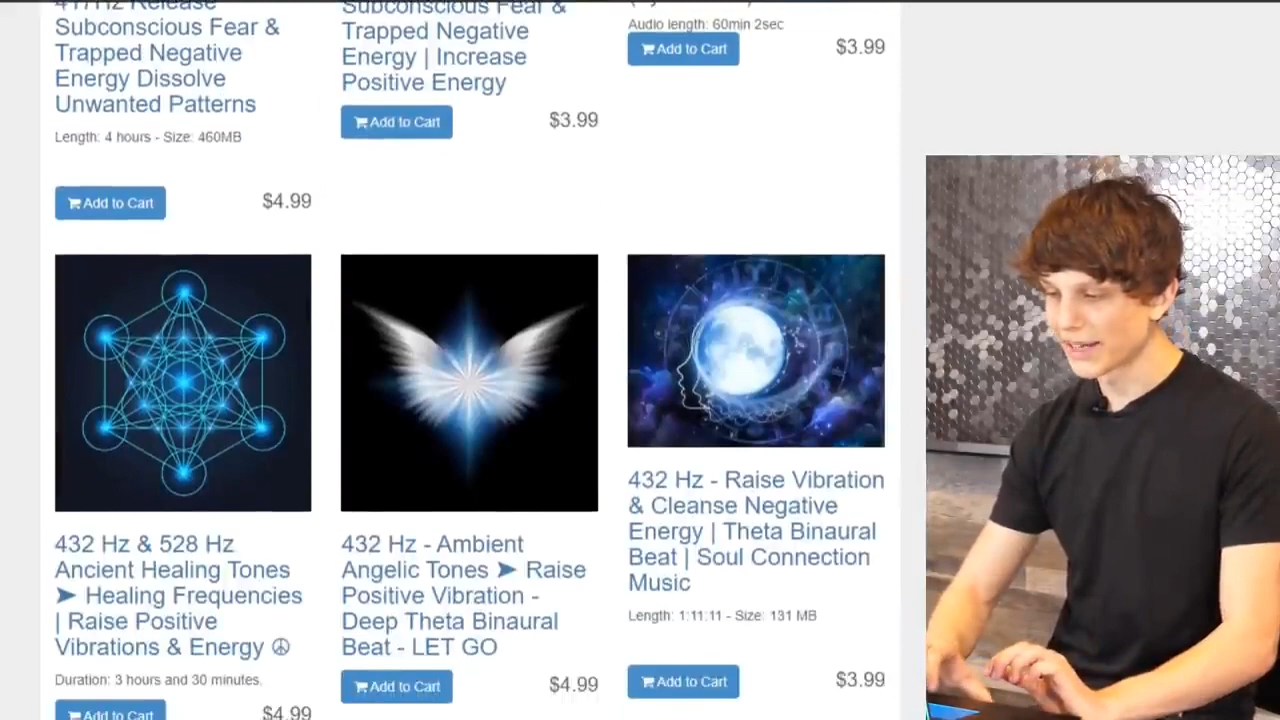 417Hz Release
Subconscious Fear &
Trapped Negative
Energy Dissolve
Unwanted Patterns
Length: 4 hours - Size: 460MB
Add to Cart
$4.99
Subconscious Fear &
Trapped Negative
Energy | Increase
Positive Energy
Add to Cart
$3.99
Audio length: 60min 2sec
Add to Cart
$3.99
432 Hz & 528 Hz
Ancient Healing Tones
➤ Healing Frequencies
| Raise Positive
Vibrations & Energy ☮
Duration: 3 hours and 30 minutes.
Add to Cart
$4.99
432 Hz - Ambient
Angelic Tones ➤ Raise
Positive Vibration -
Deep Theta Binaural
Beat - LET GO
Add to Cart
$4.99
432 Hz - Raise Vibration
& Cleanse Negative
Energy | Theta Binaural
Beat | Soul Connection
Music
Length: 1:11:11 - Size: 131 MB
Add to Cart
$3.99